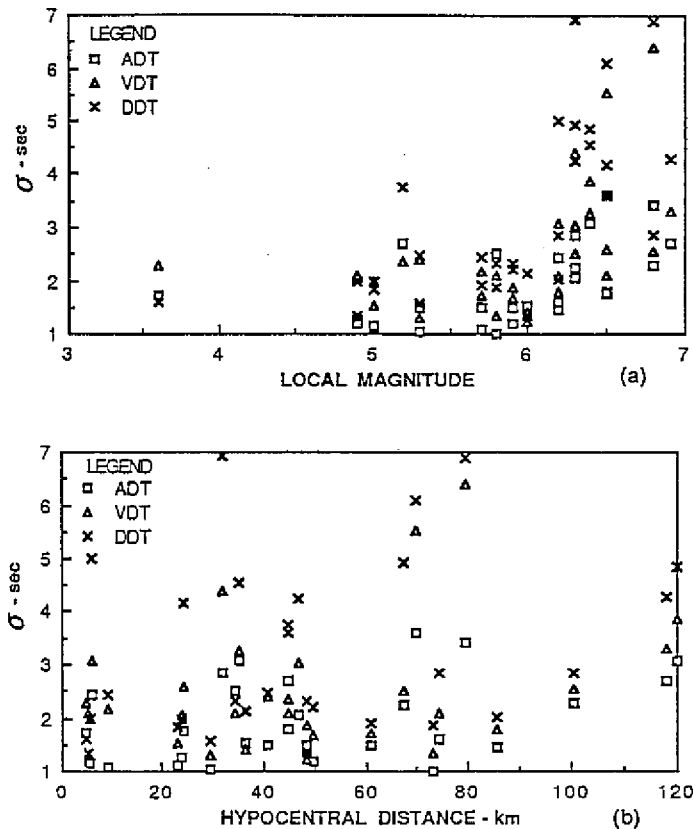 7
LEGEND
ADT
VDT
DDT
6
5
4
3
2
1
σ - sec
3 4 5 6 7
LOCAL MAGNITUDE (a)
7
LEGEND
ADT
VDT
DDT
6
5
4
3
2
1
σ - sec
0 20 40 60 80 100 120
HYPOCENTRAL DISTANCE - km (b)